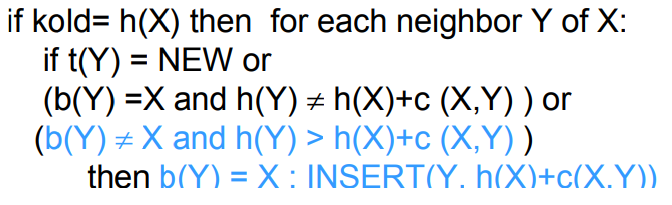 if kold= h(X) then for each neighbor Y of X:
if t(Y) = NEW or
(b(Y) =X and h(Y) ≠ h(X)+c (X,Y) ) or
(b(Y) ≠ X and h(Y) > h(X)+c (X,Y) )
then b(Y) = X : INSERT(Y. h(X)+c(X.Y))